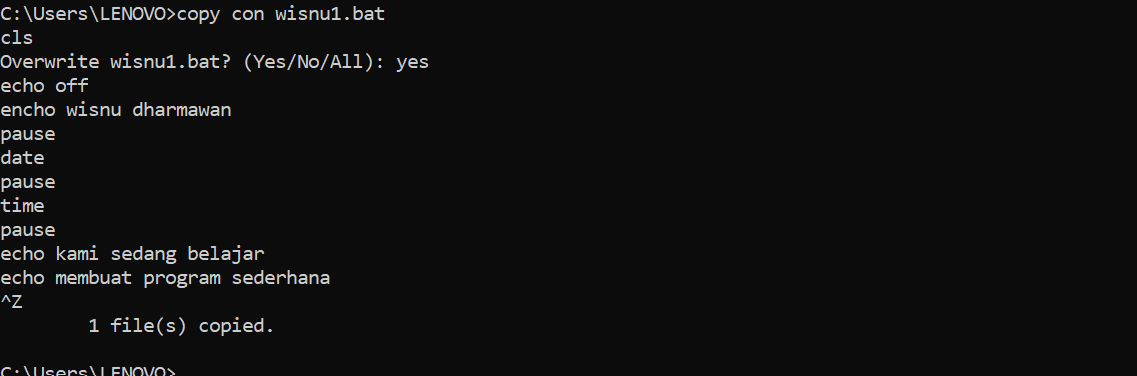 C:\Users\LENOVO>copy con wisnu1.bat
cls
Overwrite wisnu1.bat? (Yes/No/All): yes
echo off
encho wisnu dharmawan
pause
date
pause
time
pause
echo kami sedang belajar
echo membuat program sederhana
^Z
        1 file(s) copied.
C:\Users\LENOVO>